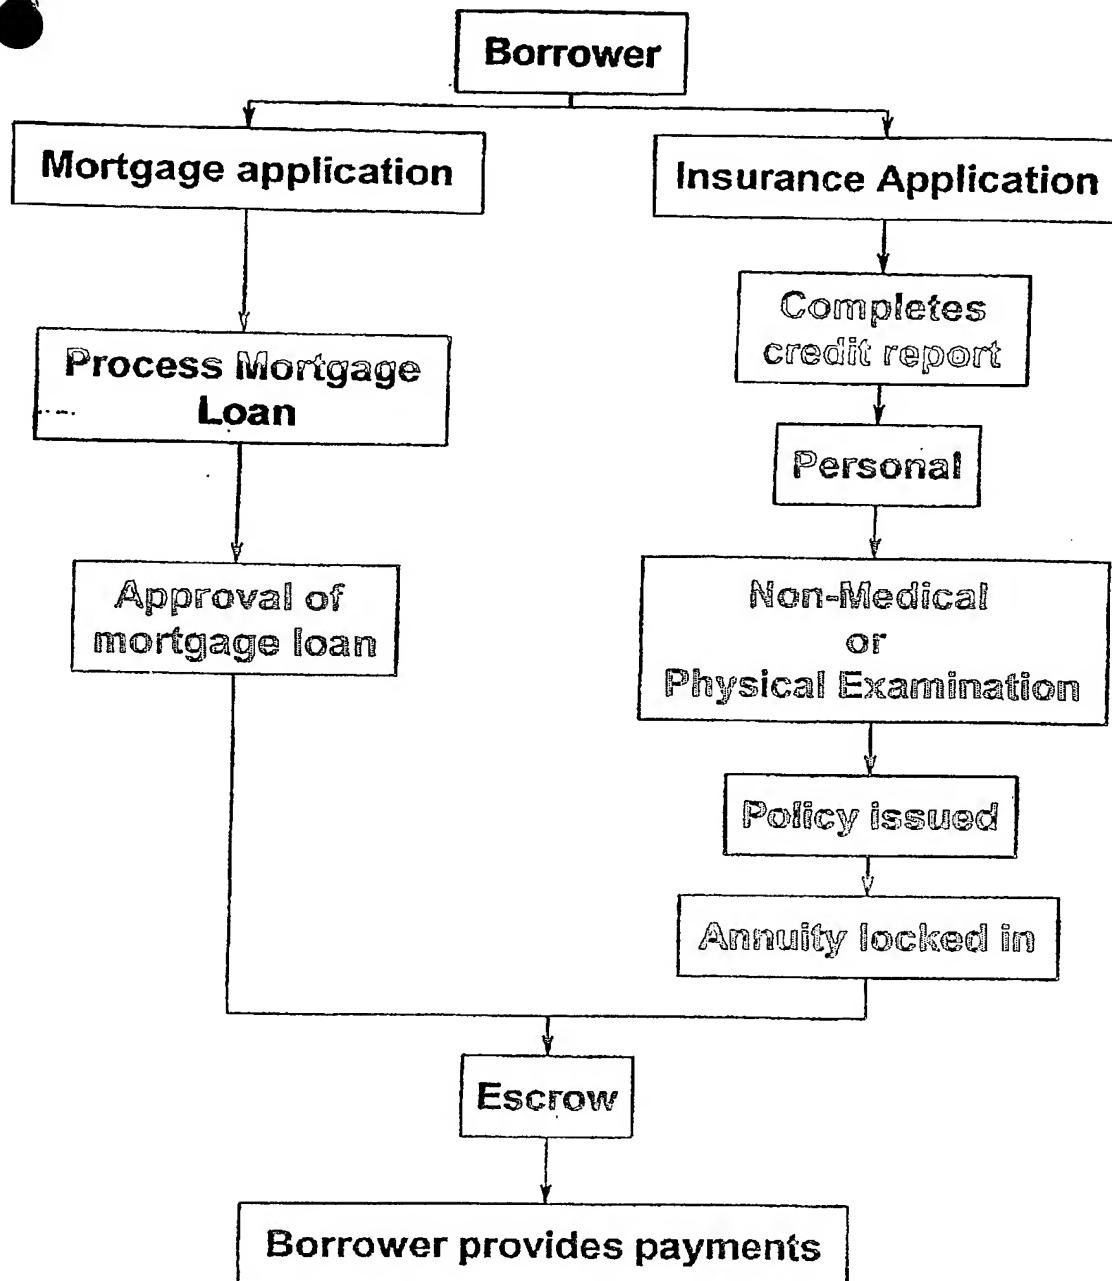 Borrower
Mortgage application
Insurance Application
Completes
credit report
Process Mortgage
Loan
Personal
Approval of
mortgage loan
Non-Medical
or
Physical Examination
Policy issued
Annuity locked in
Escrow
Borrower provides payments